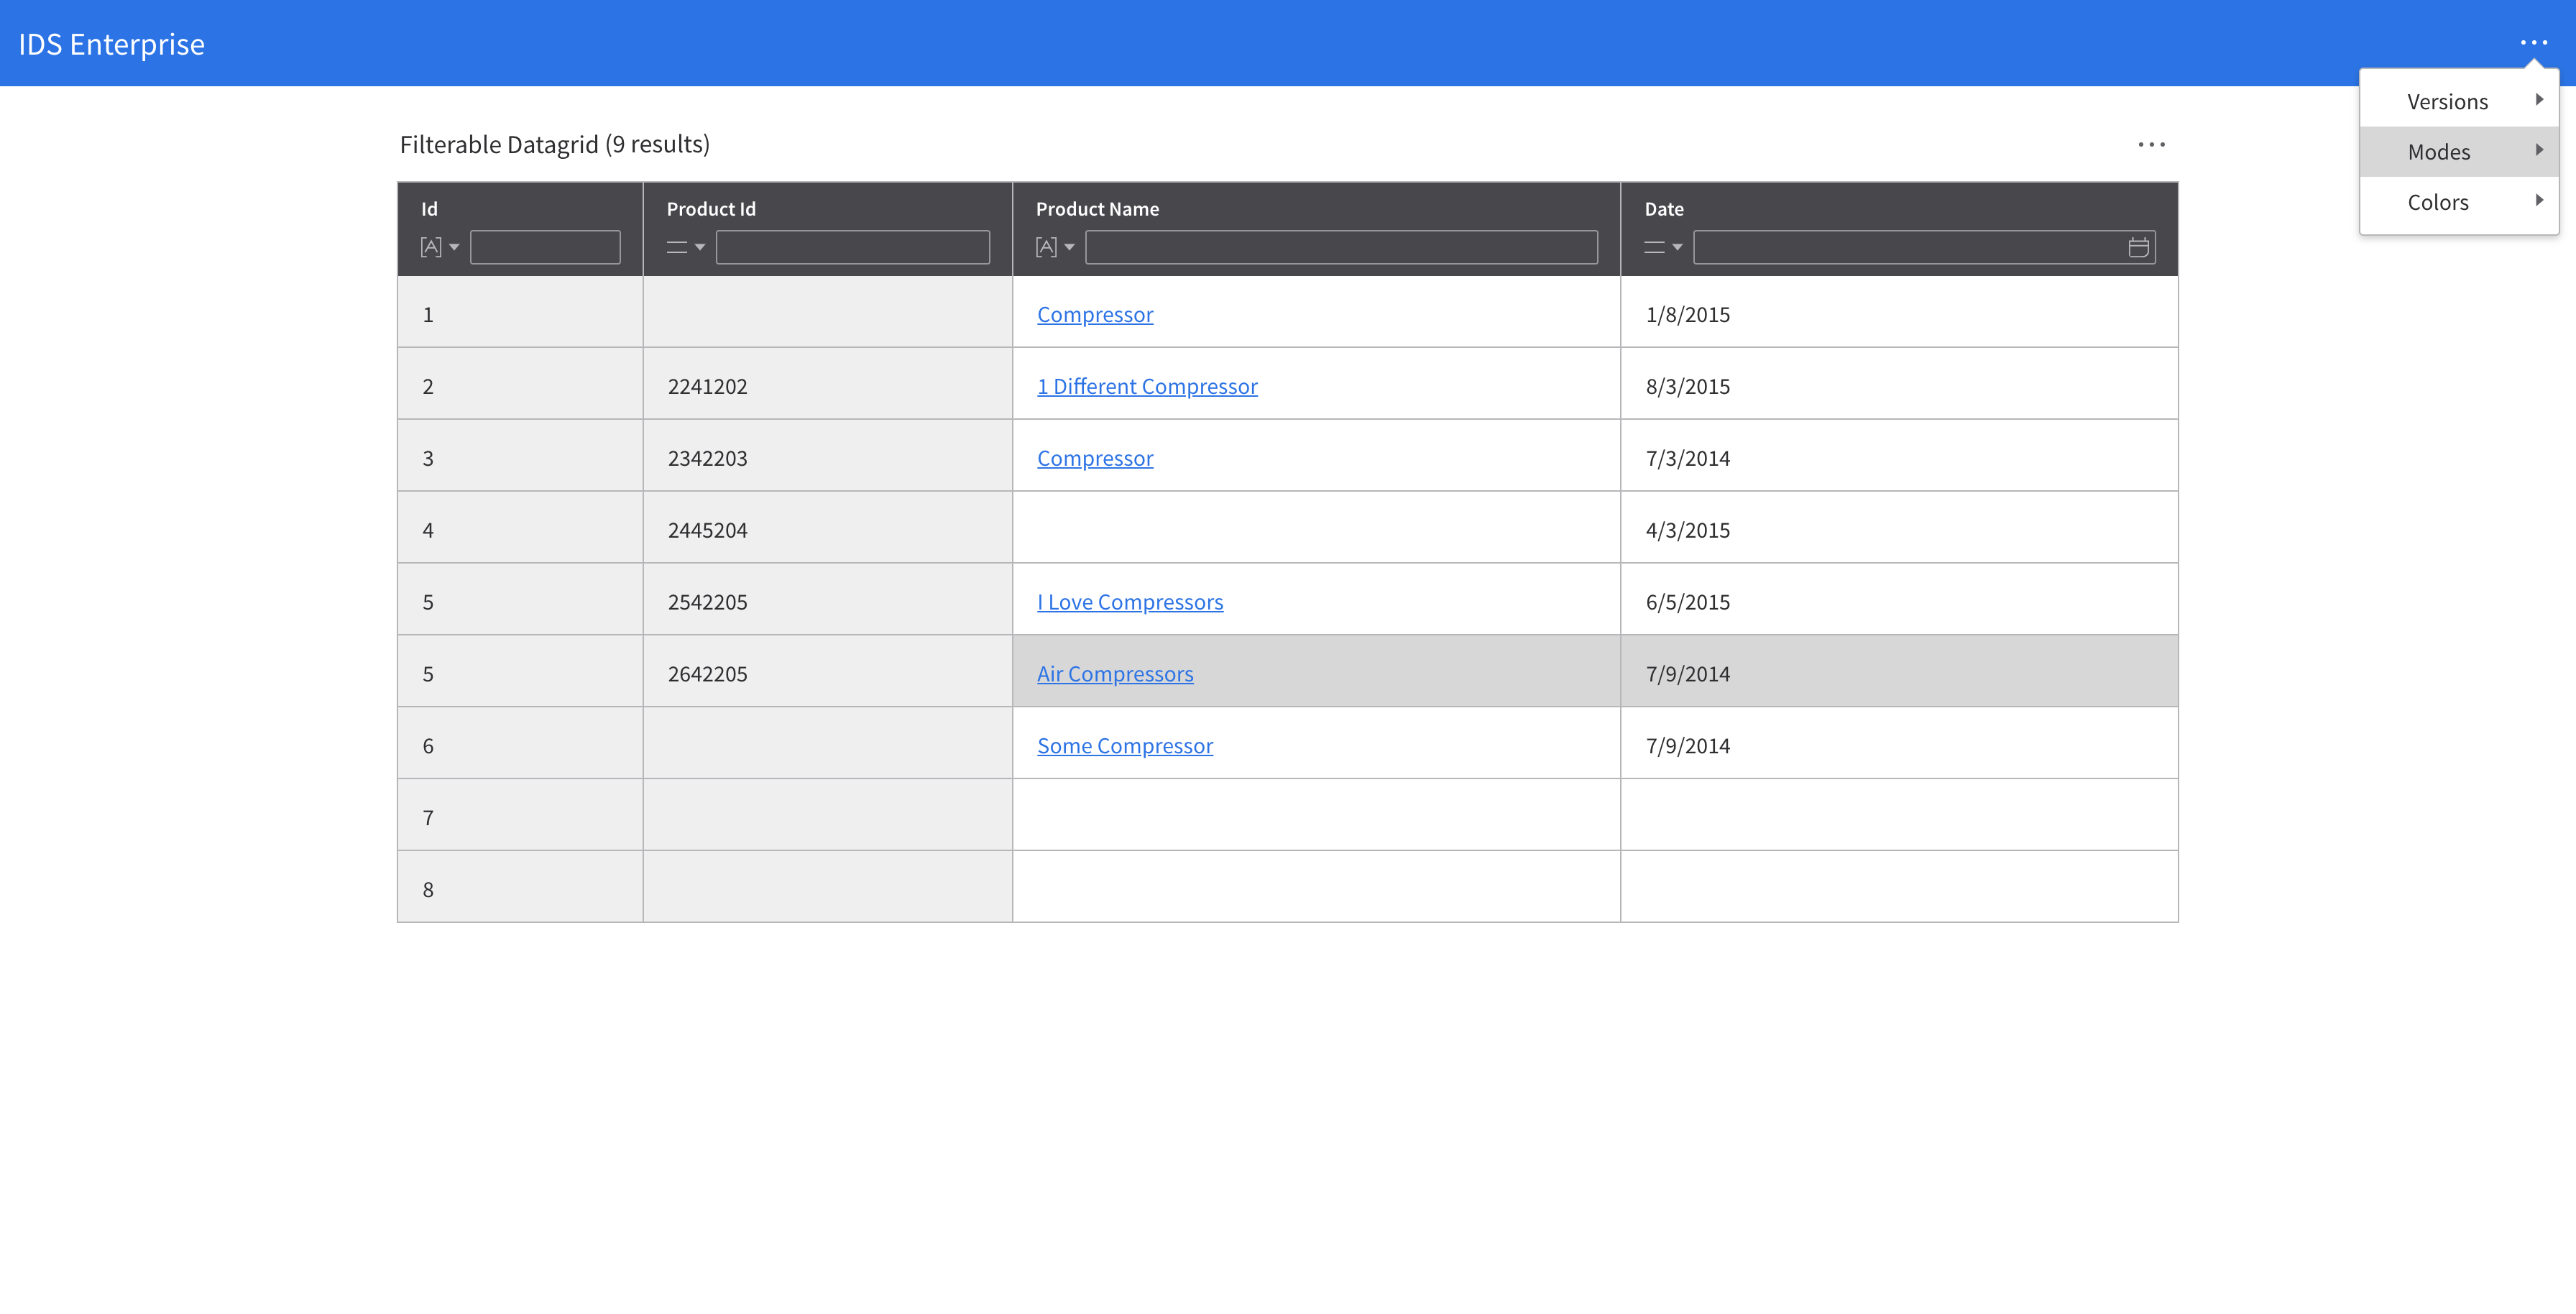 IDS Enterprise
Versions
Modes
Colors
Filterable Datagrid (9 results)
Id Product Id Product Name Date
1 Compressor 1/8/2015
2 2241202 1 Different Compressor 8/3/2015
3 2342203 Compressor 7/3/2014
4 2445204 4/3/2015
5 2542205 I Love Compressors 6/5/2015
5 2642205 Air Compressors 7/9/2014
6 Some Compressor 7/9/2014
7
8